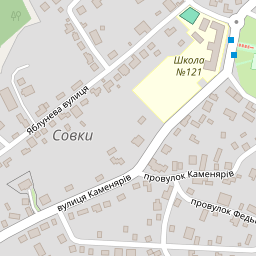 Школа
№121
Яблунева вулиця
Совки
вулиця Каменярів
провулок Каменярів
провулок Федь